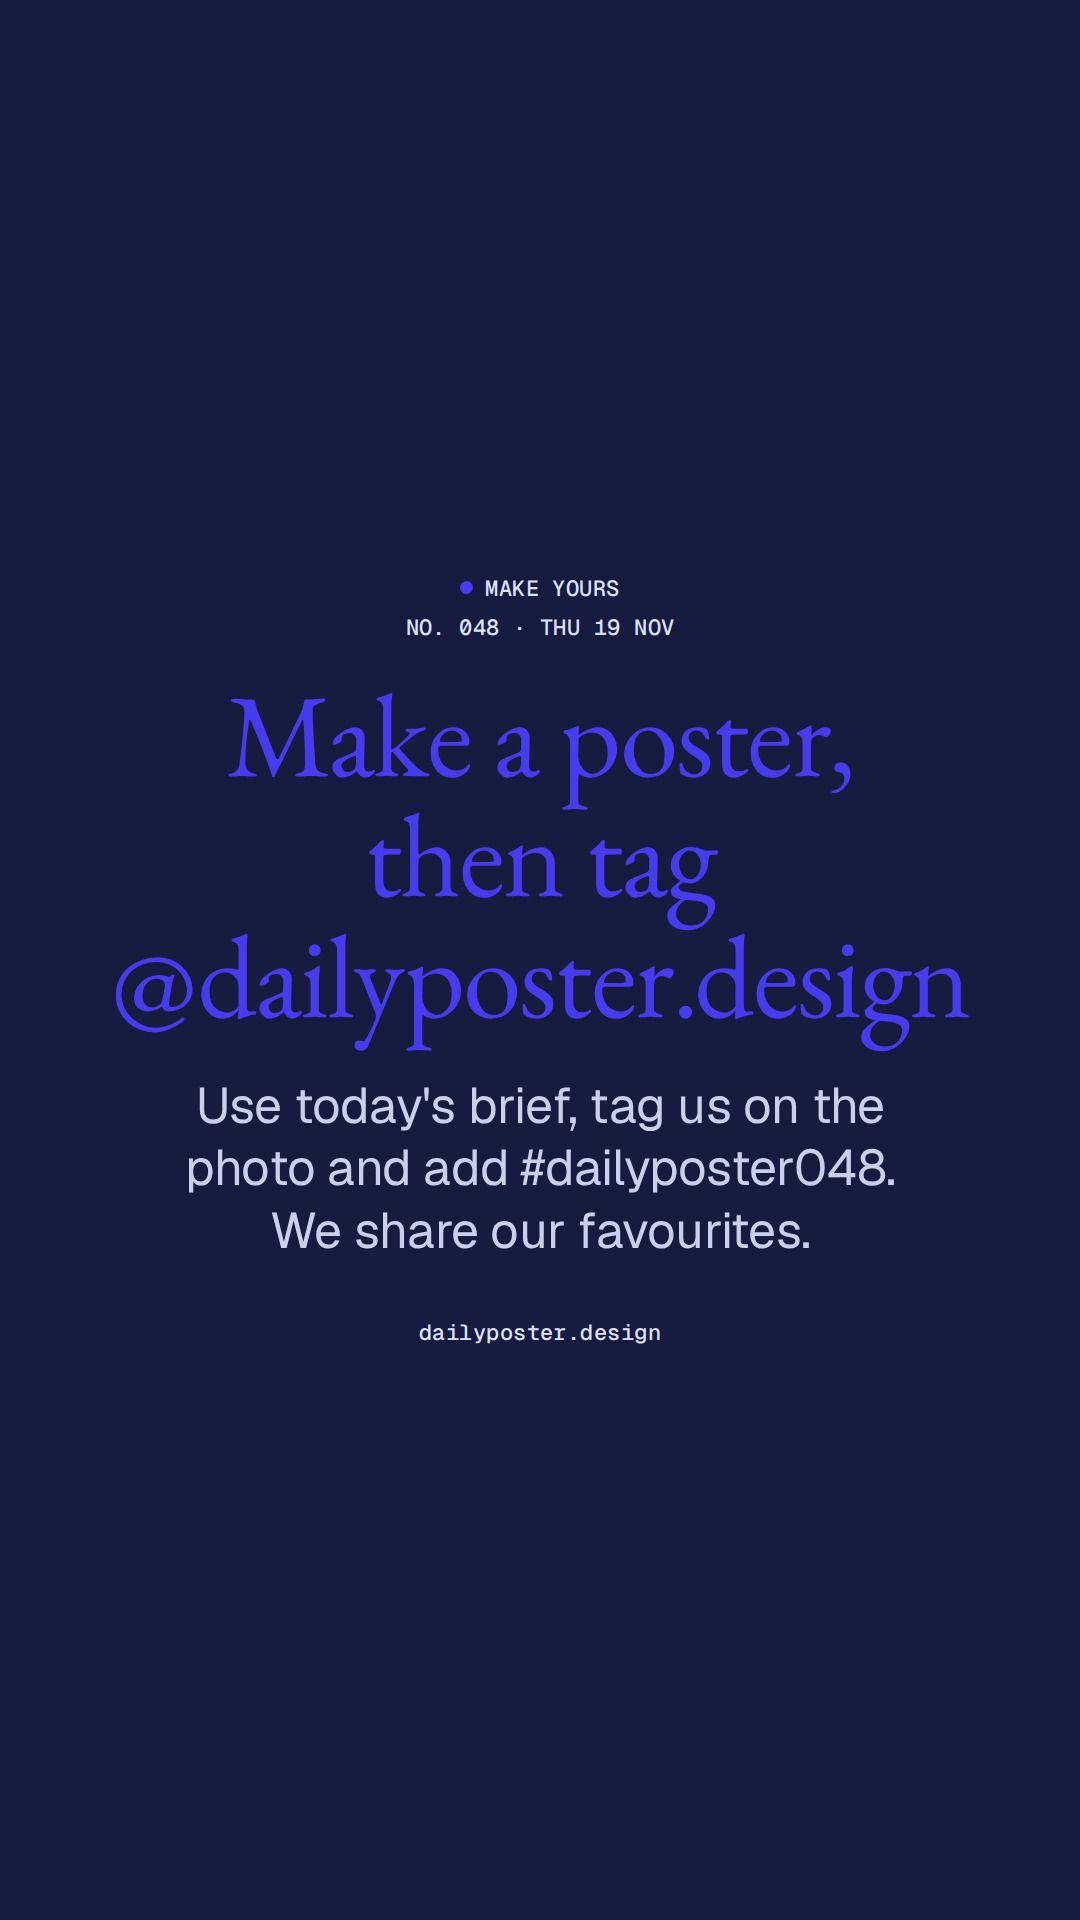 MAKE YOURS
NO. 048 · THU 19 NOV
Make a poster,
then tag
@dailyposter.design
Use today's brief, tag us on the
photo and add #dailyposter048.
We share our favourites.
dailyposter.design